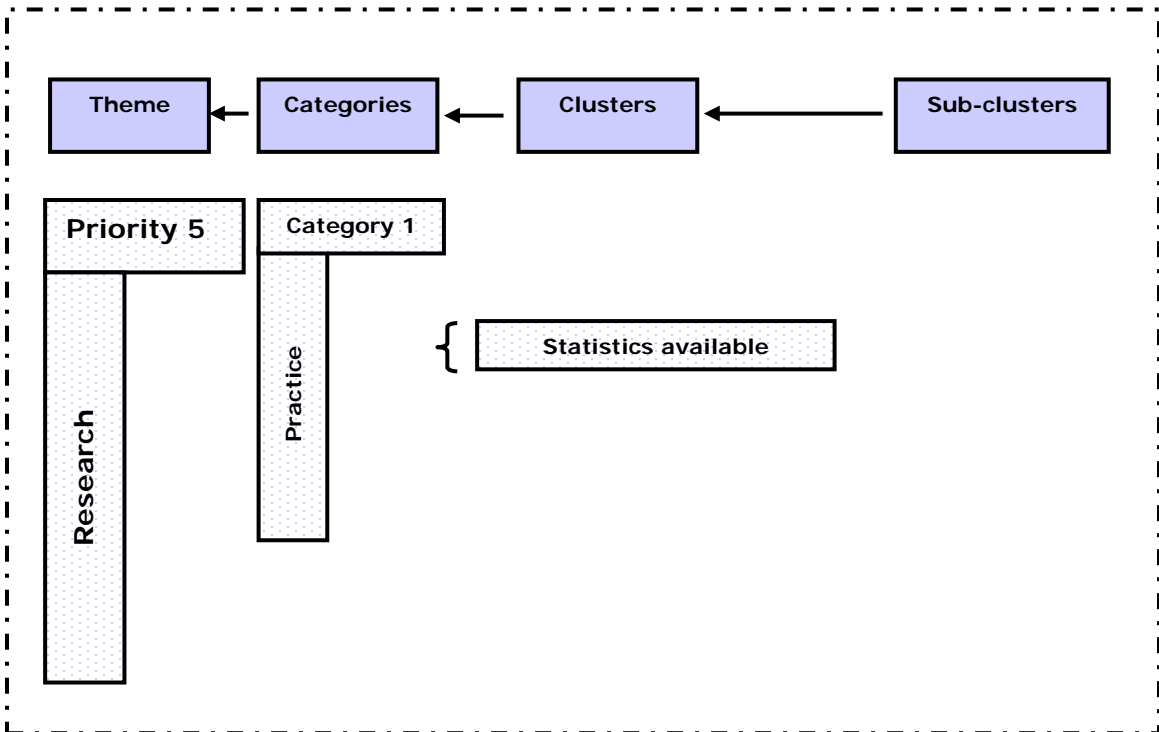 Theme
Categories
Clusters
Sub-clusters
Priority 5
Category 1
Statistics available
Practice
Research